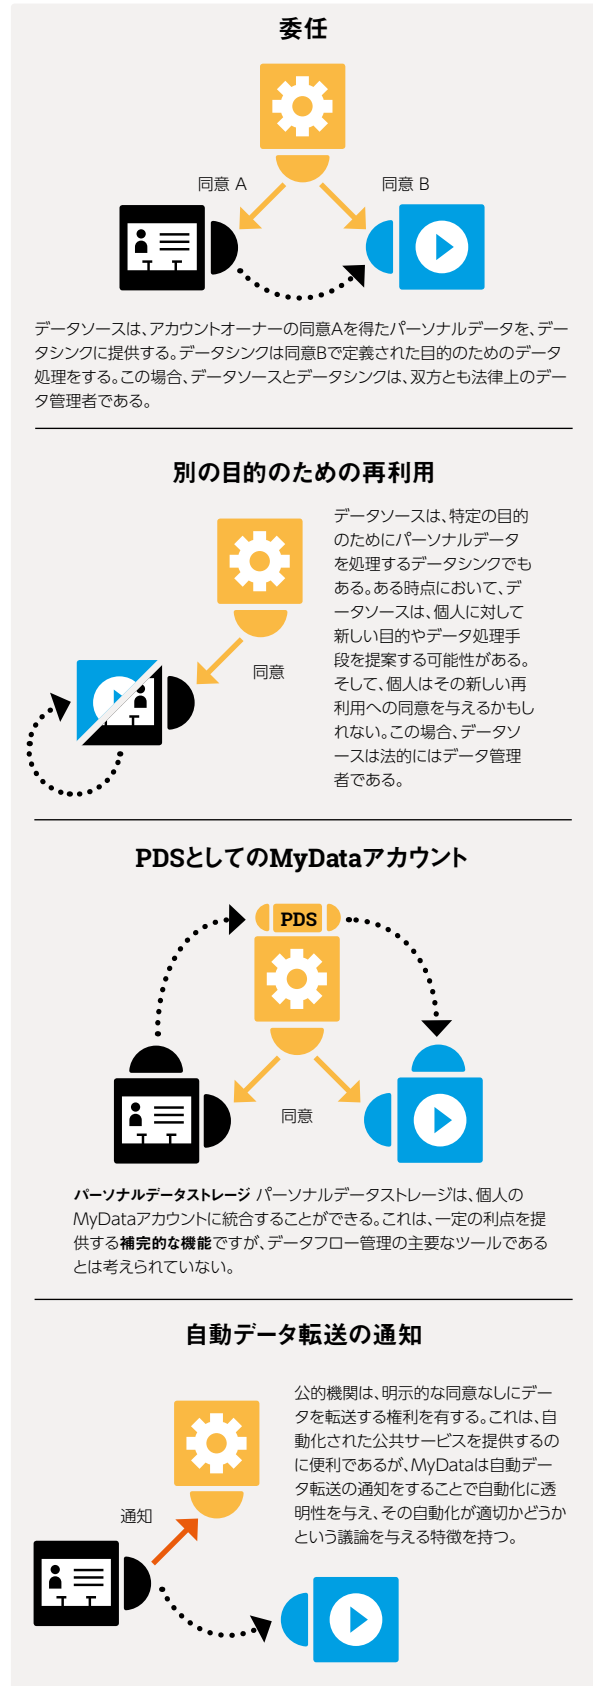 委任
同意 A
同意 B
データソースは、アカウントオーナーの同意Aを得たパーソナルデータを、デー
タシンクに提供する。データシンクは同意Bで定義された目的のためのデータ
処理をする。この場合、データソースとデータシンクは、双方とも法律上のデー
タ管理者である。
別の目的のための再利用
データソースは、特定の目的
のためにパーソナルデータ
を処理するデータシンクでも
ある。ある時点において、デ
ータソースは、個人に対して
新しい目的やデータ処理手
段を提案する可能性がある。
そして、個人はその新しい再
利用への同意を与えるかもし
れない。この場合、データソ
ースは法的にはデータ管理
者である。
同意
PDSとしてのMyDataアカウント
PDS
同意
パーソナルデータストレージ パーソナルデータストレージは、個人の
MyDataアカウントに統合することができる。これは、一定の利点を提
供する補完的な機能ですが、データフロー管理の主要なツールである
とは考えられていない。
自動データ転送の通知
公的機関は、明示的な同意なしにデー
タを転送する権利を有する。これは、自
動化された公共サービスを提供するの
に便利であるが、MyDataは自動デー
タ転送の通知をすることで自動化に透
明性を与え、その自動化が適切かどうか
という議論を与える特徴を持つ。
通知